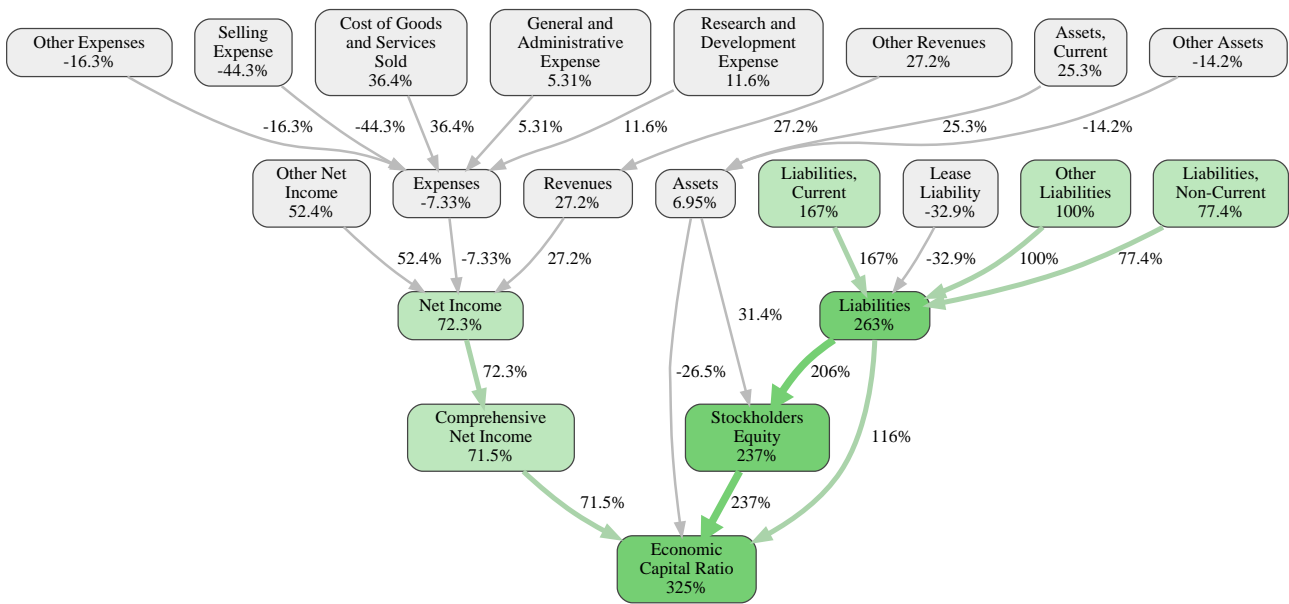 Other Expenses
-16.3%
Selling
Expense
-44.3%
Cost of Goods
and Services
Sold
36.4%
General and
Administrative
Expense
5.31%
Research and
Development
Expense
11.6%
Other Revenues
27.2%
Assets,
Current
25.3%
Other Assets
-14.2%
-16.3%
-44.3%
36.4%
5.31%
11.6%
27.2%
25.3%
-14.2%
Other Net
Income
52.4%
Expenses
-7.33%
Revenues
27.2%
Assets
6.95%
Liabilities,
Current
167%
Lease
Liability
-32.9%
Other
Liabilities
100%
Liabilities,
Non-Current
77.4%
52.4%
-7.33%
27.2%
167%
-32.9%
100%
77.4%
Net Income
72.3%
31.4%
Liabilities
263%
72.3%
-26.5%
206%
Comprehensive
Net Income
71.5%
Stockholders
Equity
237%
116%
71.5%
237%
Economic
Capital Ratio
325%